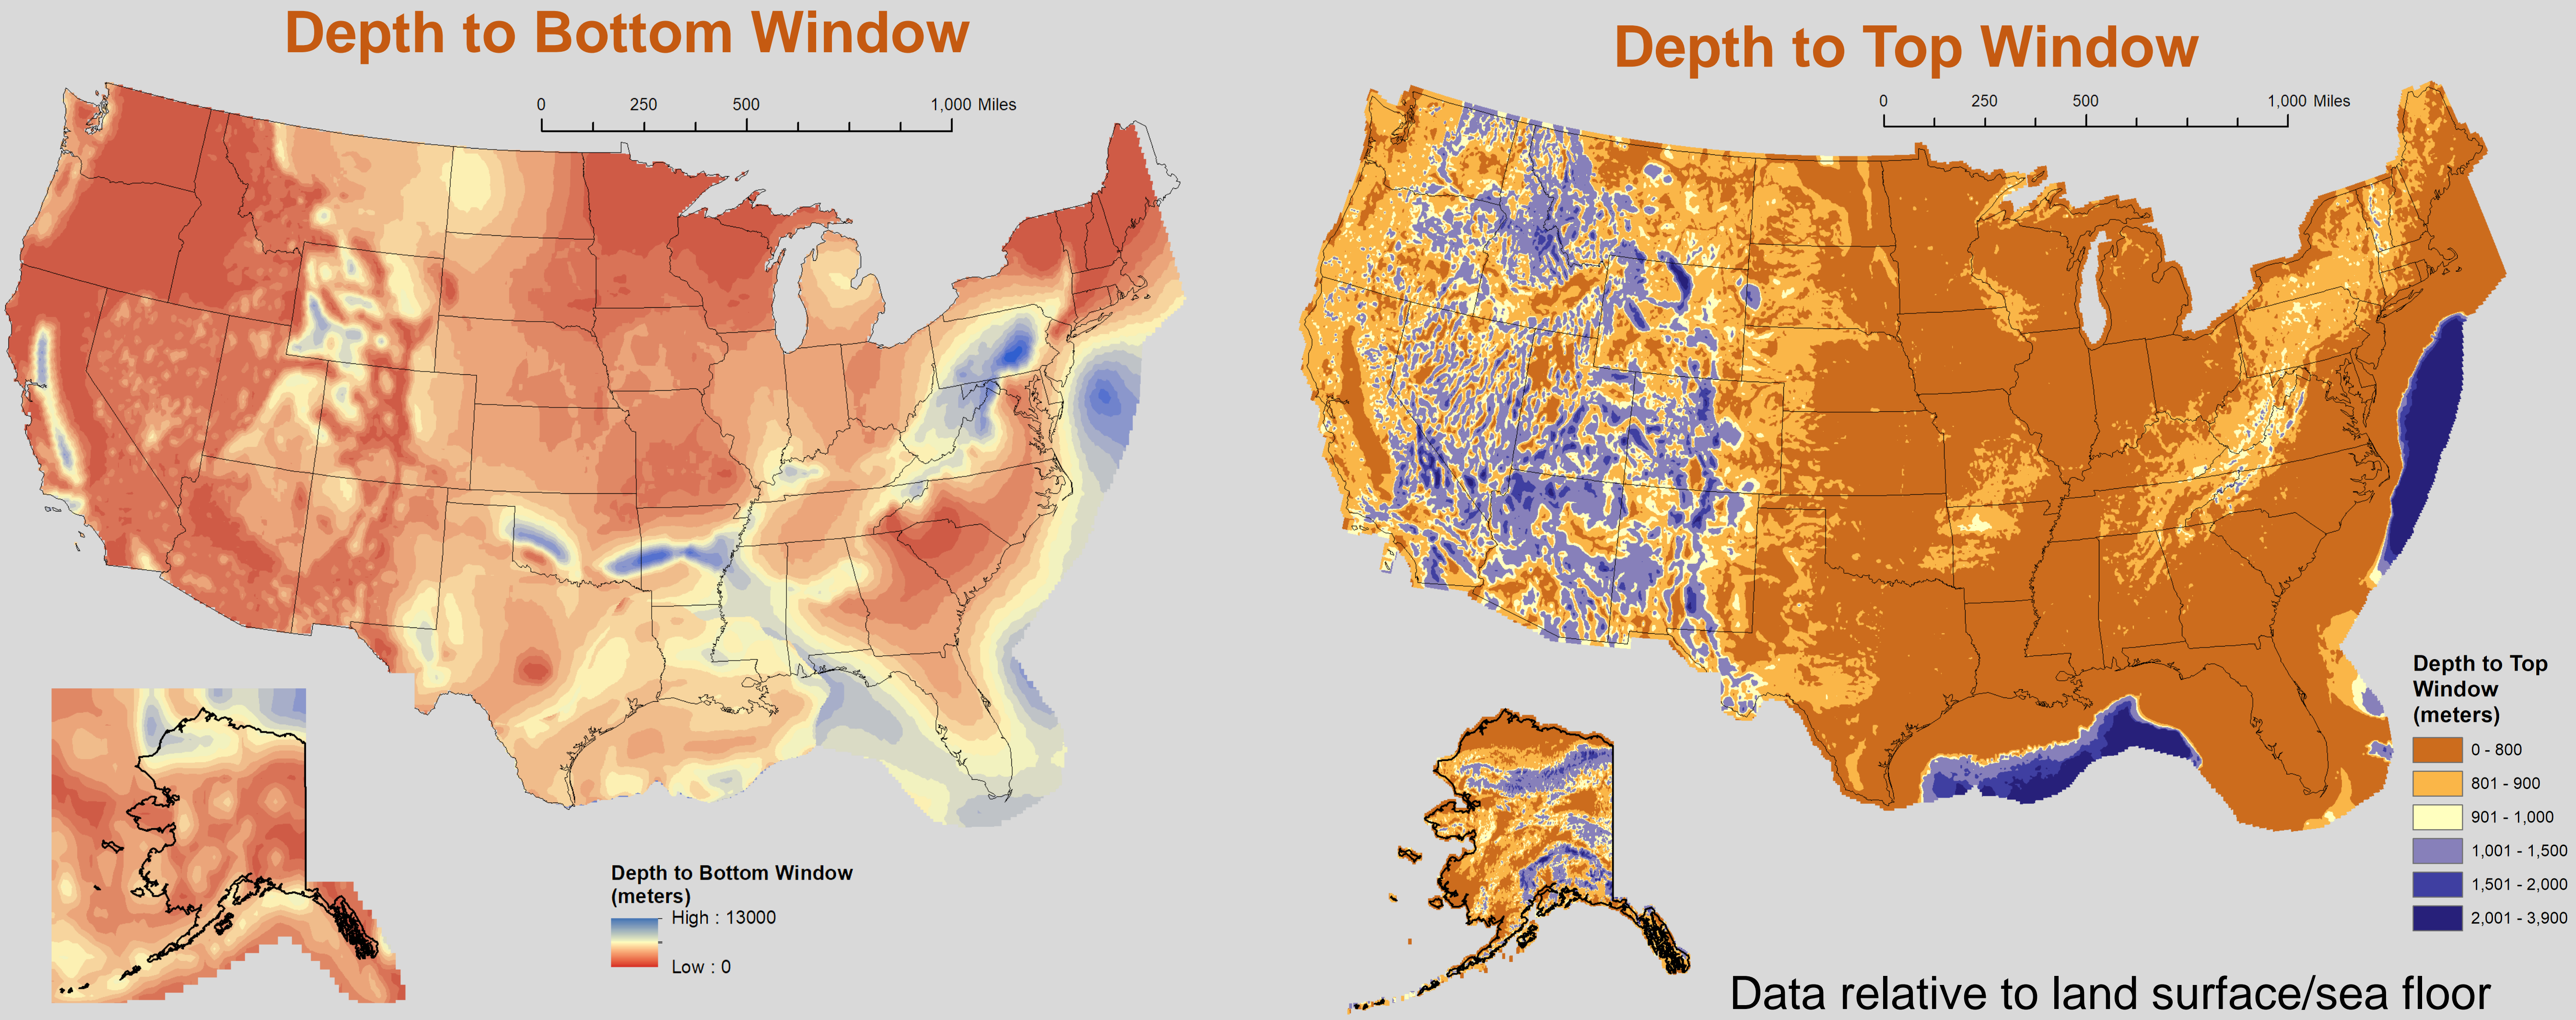 Depth to Bottom Window
0 250 500 1,000 Miles
Depth to Bottom Window
(meters)
High : 13000
Low : 0
Depth to Top Window
0 250 500 1,000 Miles
Depth to Top
Window
(meters)
0 - 800
801 - 900
901 - 1,000
1,001 - 1,500
1,501 - 2,000
2,001 - 3,900
Data relative to land surface/sea floor